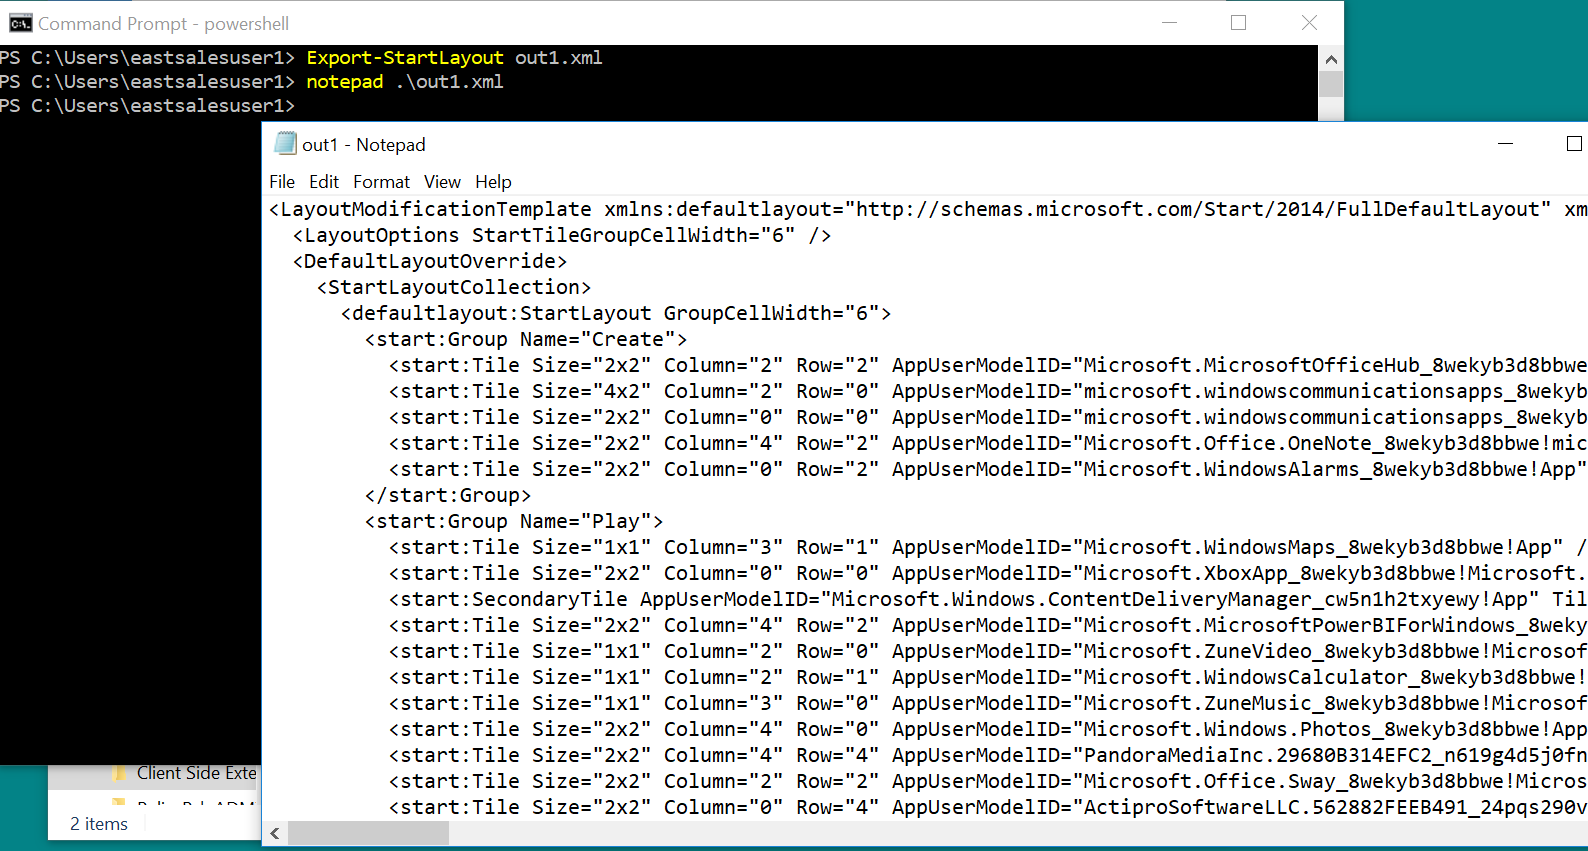 Command Prompt - powershell
PS C:\Users\eastsalesuser1> Export-StartLayout out1.xml
PS C:\Users\eastsalesuser1> notepad .\out1.xml
PS C:\Users\eastsalesuser1>
out1 - Notepad
File Edit Format View Help
<LayoutModificationTemplate xmlns:defaultlayout="http://schemas.microsoft.com/Start/2014/FullDefaultLayout" xm
<LayoutOptions StartTileGroupCellWidth="6" />
<DefaultLayoutOverride>
<StartLayoutCollection>
<defaultlayout:StartLayout GroupCellWidth="6">
<start:Group Name="Create">
<start:Tile Size="2x2" Column="2" Row="2" AppUserModelID="Microsoft.MicrosoftOfficeHub_8wekyb3d8bbwe
<start:Tile Size="4x2" Column="2" Row="0" AppUserModelID="microsoft.windowscommunicationsapps_8wekyb
<start:Tile Size="2x2" Column="0" Row="0" AppUserModelID="microsoft.windowscommunicationsapps_8wekyb
<start:Tile Size="2x2" Column="4" Row="2" AppUserModelID="Microsoft.Office.OneNote_8wekyb3d8bbwe!mic
<start:Tile Size="2x2" Column="0" Row="2" AppUserModelID="Microsoft.WindowsAlarms_8wekyb3d8bbwe!App"
</start:Group>
<start:Group Name="Play">
<start:Tile Size="1x1" Column="3" Row="1" AppUserModelID="Microsoft.WindowsMaps_8wekyb3d8bbwe!App" /
<start:Tile Size="2x2" Column="0" Row="0" AppUserModelID="Microsoft.XboxApp_8wekyb3d8bbwe!Microsoft.
<start:SecondaryTile AppUserModelID="Microsoft.Windows.ContentDeliveryManager_cw5n1h2txyewy!App" Til
<start:Tile Size="2x2" Column="4" Row="2" AppUserModelID="Microsoft.MicrosoftPowerBIForWindows_8weky
<start:Tile Size="1x1" Column="2" Row="0" AppUserModelID="Microsoft.ZuneVideo_8wekyb3d8bbwe!Microsof
<start:Tile Size="1x1" Column="2" Row="1" AppUserModelID="Microsoft.WindowsCalculator_8wekyb3d8bbwe!
<start:Tile Size="1x1" Column="3" Row="0" AppUserModelID="Microsoft.ZuneMusic_8wekyb3d8bbwe!Microsof
<start:Tile Size="2x2" Column="4" Row="0" AppUserModelID="Microsoft.Windows.Photos_8wekyb3d8bbwe!App
<start:Tile Size="2x2" Column="4" Row="4" AppUserModelID="PandoraMediaInc.29680B314EFC2_n619g4d5j0fn
<start:Tile Size="2x2" Column="2" Row="2" AppUserModelID="Microsoft.Office.Sway_8wekyb3d8bbwe!Micros
<start:Tile Size="2x2" Column="0" Row="4" AppUserModelID="ActiproSoftwareLLC.562882FEEB491_24pqs290v
Client Side Exte
2 items